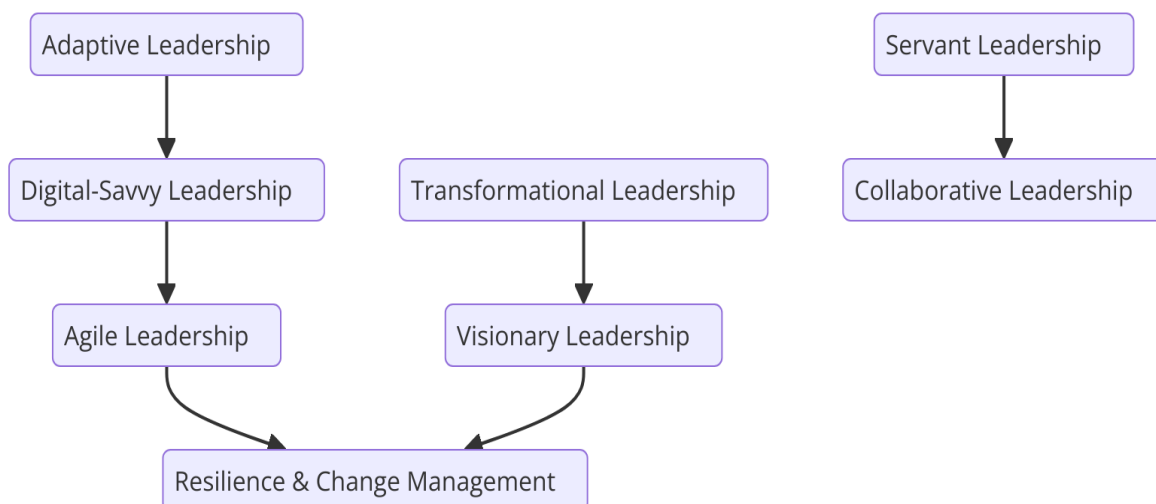 Adaptive Leadership
Servant Leadership
Digital-Savvy Leadership
Transformational Leadership
Collaborative Leadership
Agile Leadership
Visionary Leadership
Resilience & Change Management